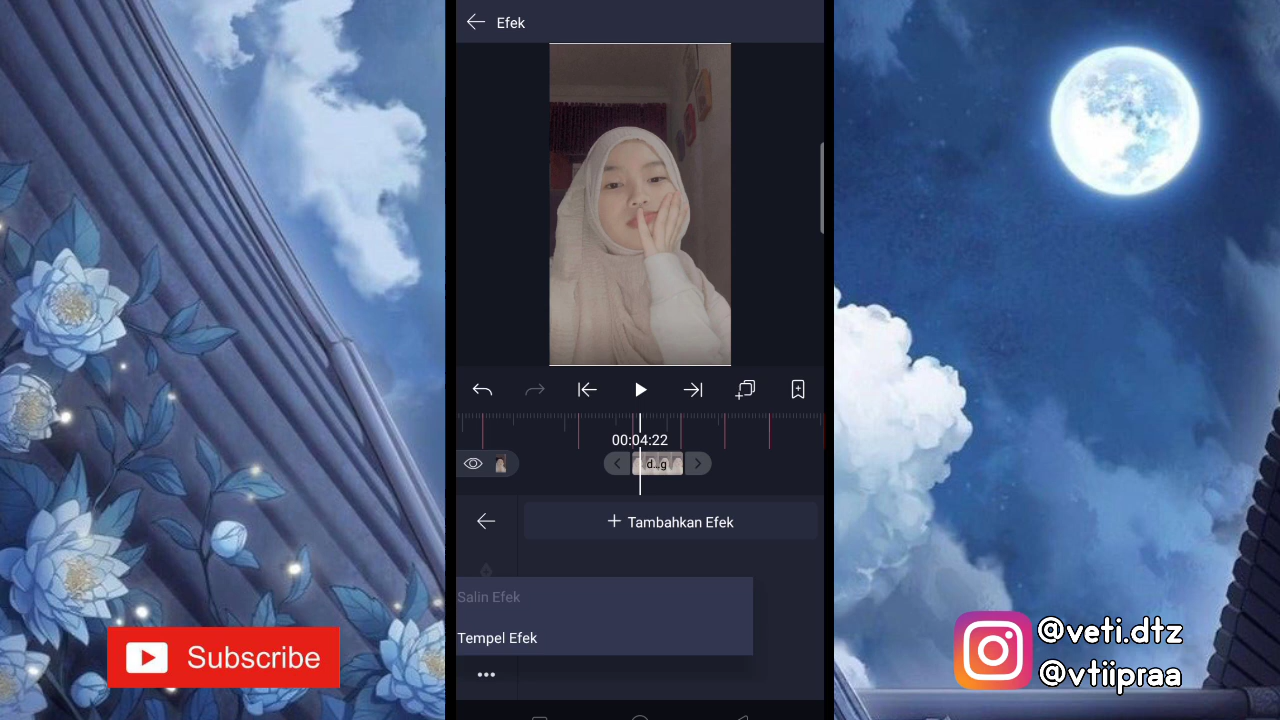 Efek
00:04:22
d...g
Tambahkan Efek
Salin Efek
Tempel Efek
Subscribe
@veti.dtz
@vtiipraa